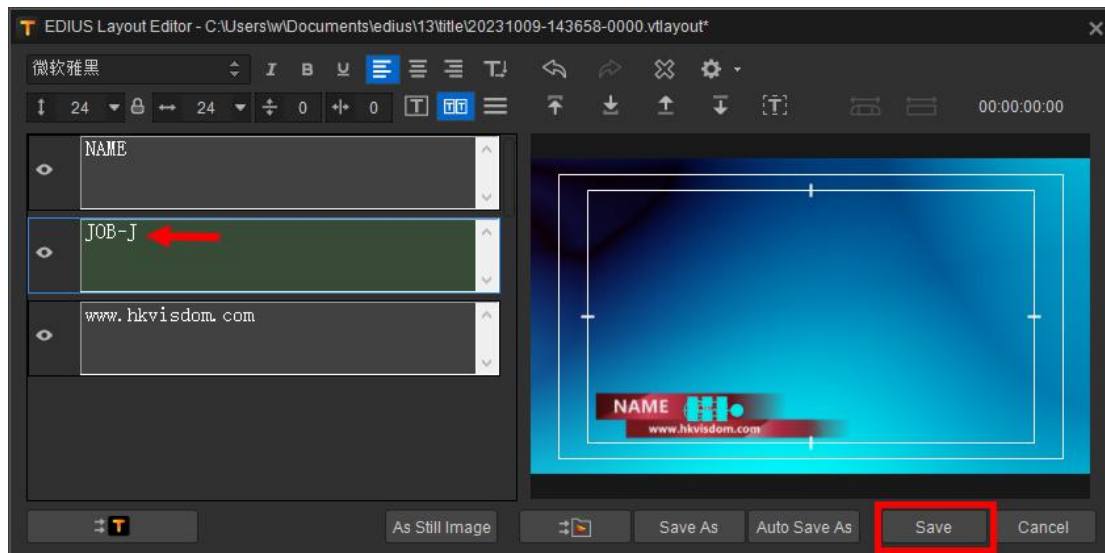 EDIUS Layout Editor - C:\Users\w\Documents\edius\13\title\20231009-143658-0000.vtlayout*
微软雅黑 I B U T
24 24 0 0 T TT T 00:00:00:00
NAME
JOB-J
www.hkvisdom.com
NAME
www.hkvisdom.com
T As Still Image Save As Auto Save As Save Cancel